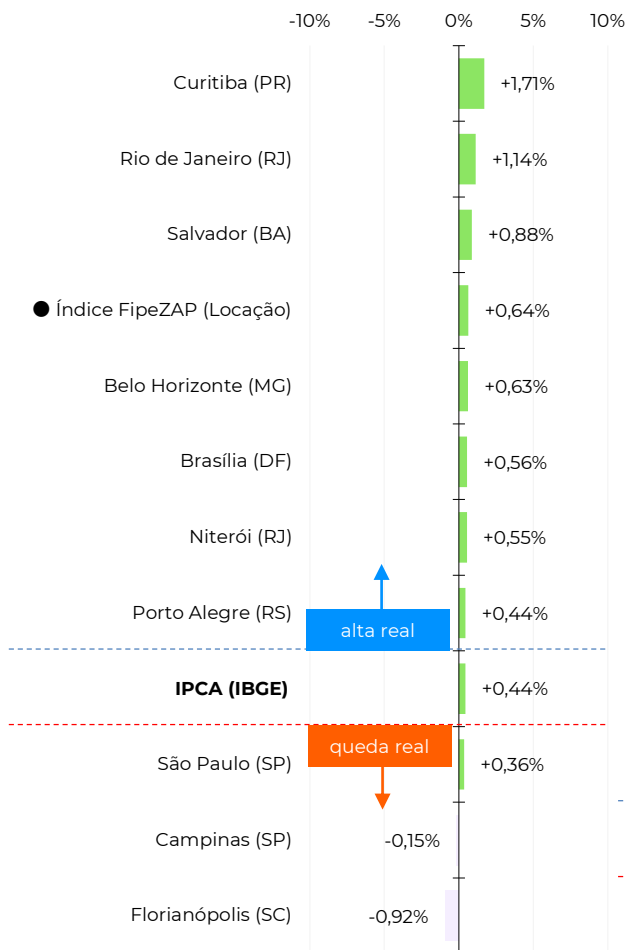 -10% -5% 0% 5% 10%
Curitiba (PR) +1,71%
Rio de Janeiro (RJ) +1,14%
Salvador (BA) +0,88%
Índice FipeZAP (Locação) +0,64%
Belo Horizonte (MG) +0,63%
Brasília (DF) +0,56%
Niterói (RJ) +0,55%
Porto Alegre (RS) +0,44%
alta real
IPCA (IBGE) +0,44%
queda real
São Paulo (SP) +0,36%
Campinas (SP) -0,15%
Florianópolis (SC) -0,92%